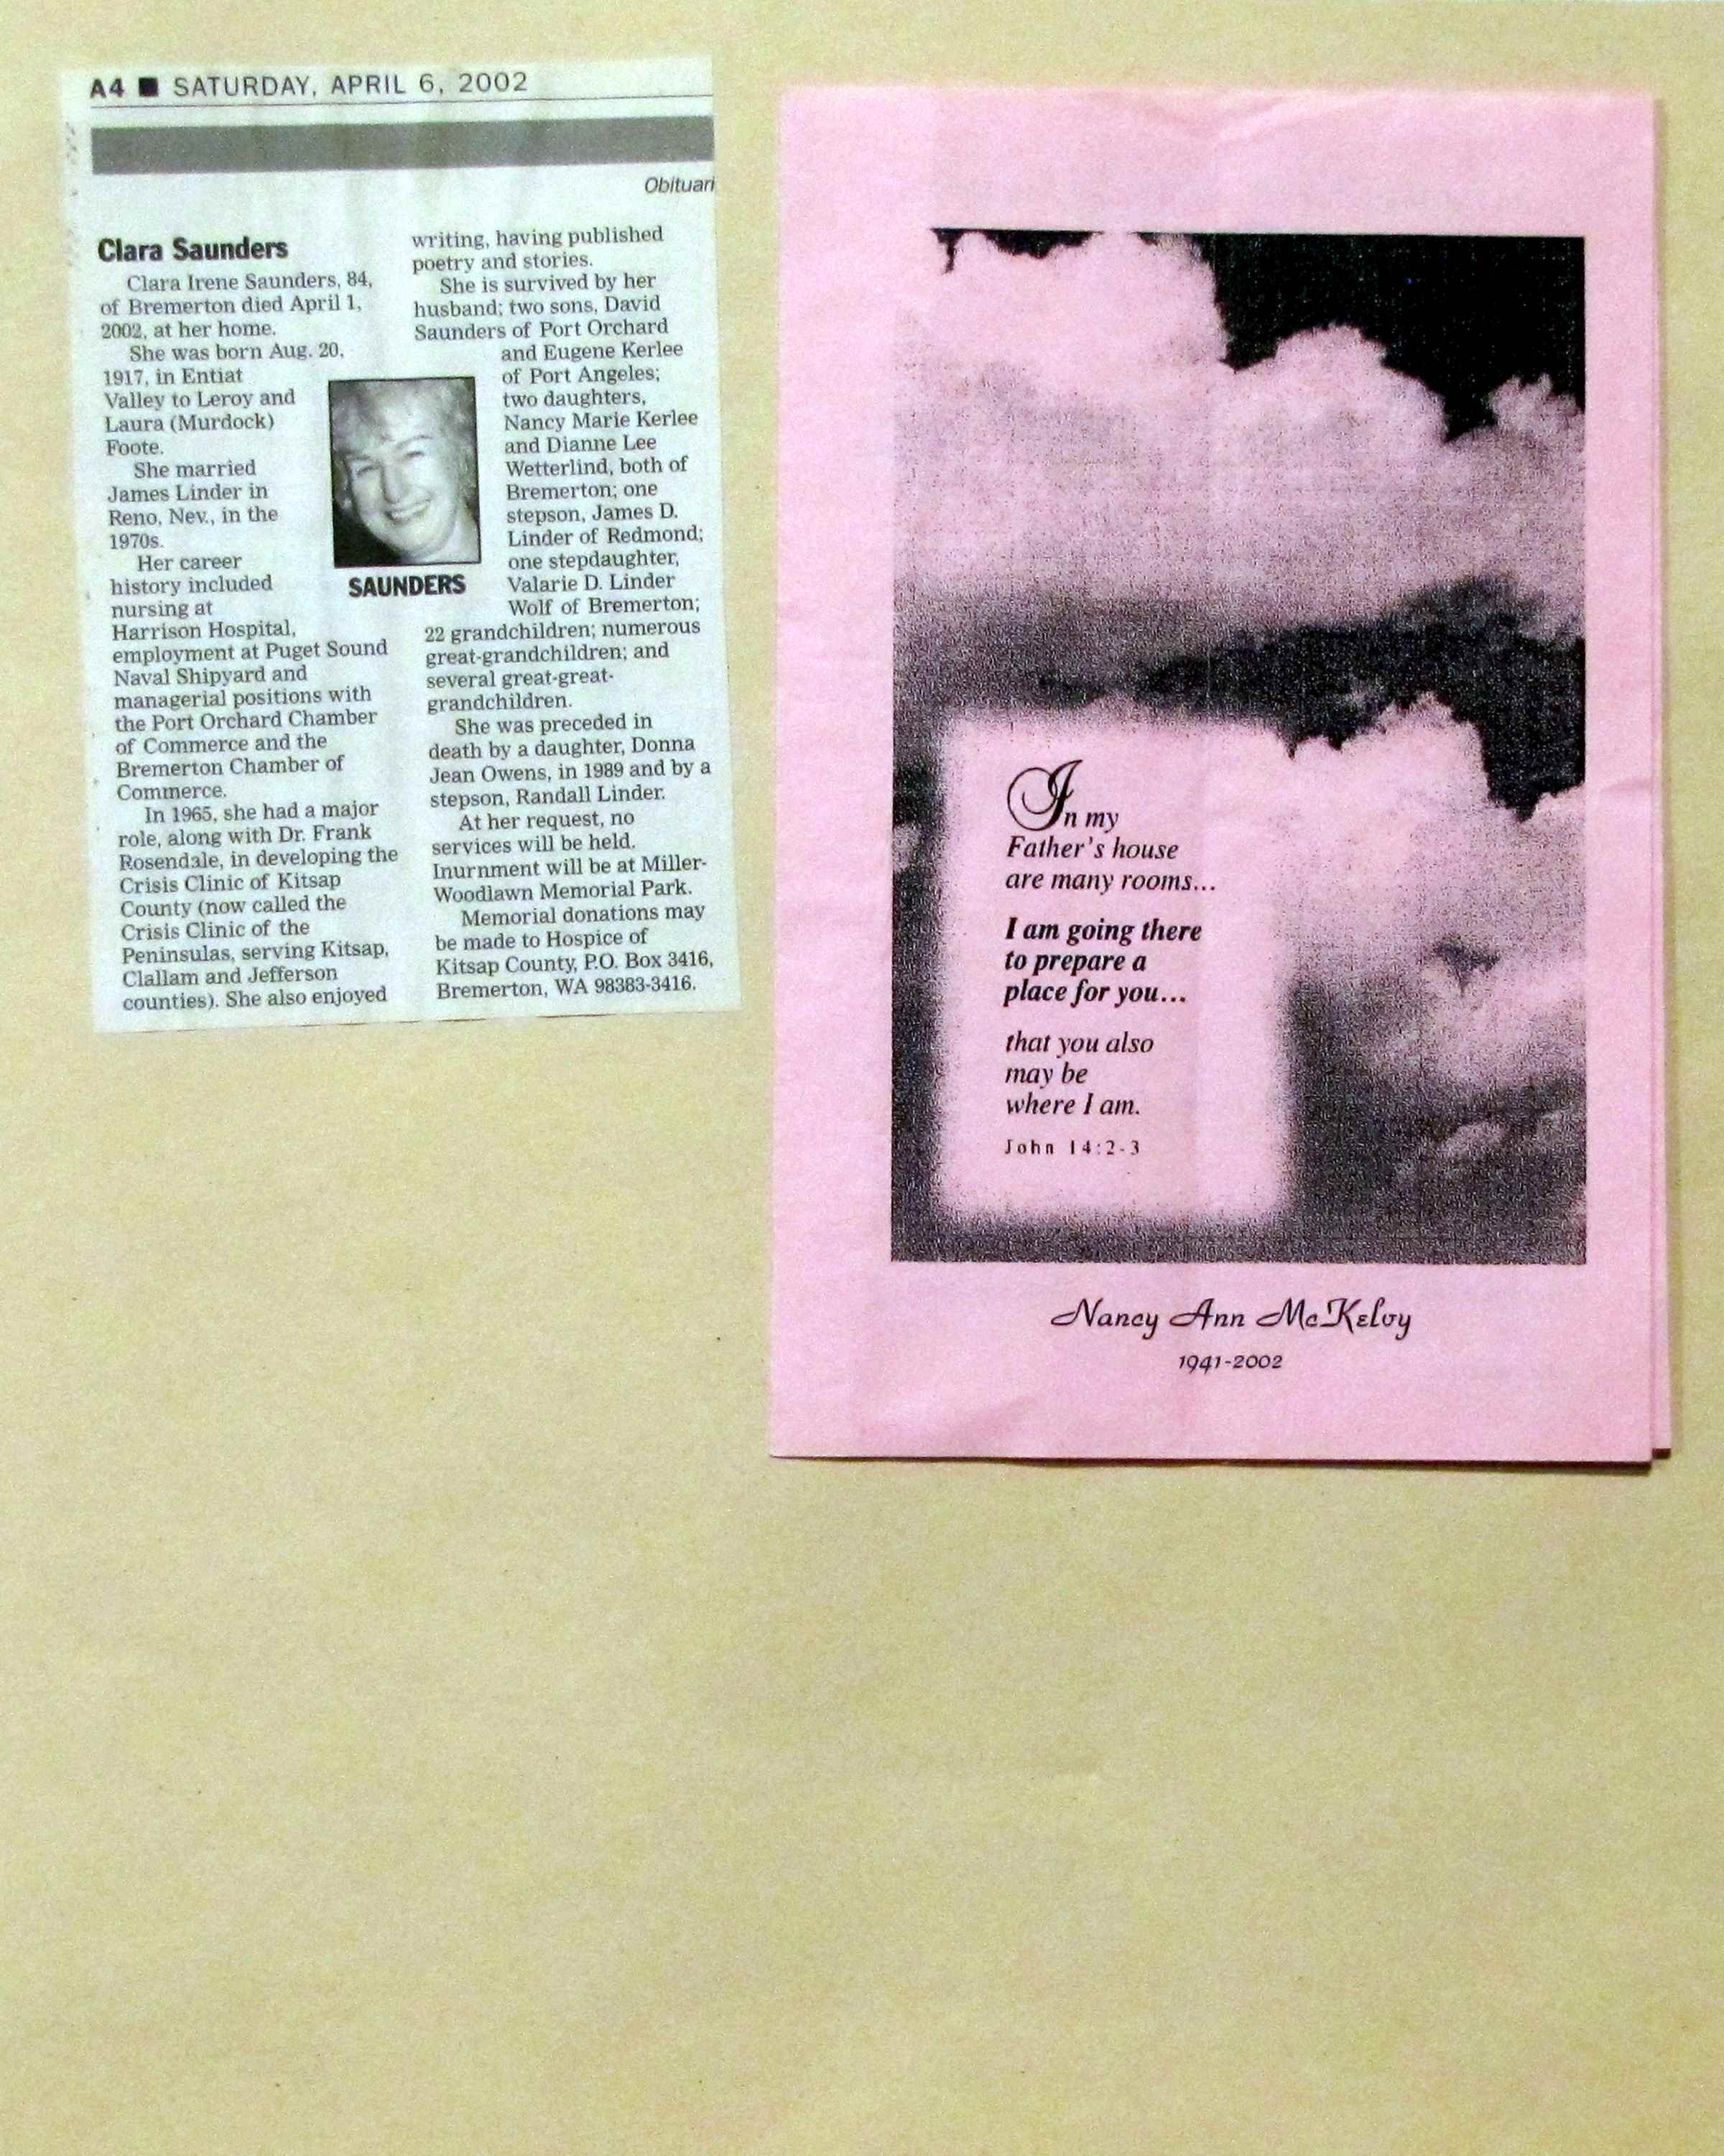 A4 ■ SATURDAY, APRIL 6, 2002
Obituari
Clara Saunders
Clara Irene Saunders, 84,
of Bremerton died April 1,
2002, at her home.
She was born Aug. 20,
1917, in Entiat
Valley to Leroy and
Laura (Murdock)
Foote.
She married
James Linder in
Reno, Nev., in the
1970s.
Her career
history included
nursing at
Harrison Hospital,
employment at Puget Sound
Naval Shipyard and
managerial positions with
the Port Orchard Chamber
of Commerce and the
Bremerton Chamber of
Commerce.
In 1965, she had a major
role, along with Dr. Frank
Rosendale, in developing the
Crisis Clinic of Kitsap
County (now called the
Crisis Clinic of the
Peninsulas, serving Kitsap,
Clallam and Jefferson
counties). She also enjoyed
SAUNDERS
writing, having published
poetry and stories.
She is survived by her
husband; two sons, David
Saunders of Port Orchard
and Eugene Kerlee
of Port Angeles;
two daughters,
Nancy Marie Kerlee
and Dianne Lee
Wetterlind, both of
Bremerton; one
stepson, James D.
Linder of Redmond;
one stepdaughter,
Valarie D. Linder
Wolf of Bremerton;
22 grandchildren; numerous
great-grandchildren; and
several great-great-
grandchildren.
She was preceded in
death by a daughter, Donna
Jean Owens, in 1989 and by a
stepson, Randall Linder.
At her request, no
services will be held.
Inurnment will be at Miller-
Woodlawn Memorial Park.
Memorial donations may
be made to Hospice of
Kitsap County, P.O. Box 3416,
Bremerton, WA 98383-3416.
In my
Father's house
are many rooms...
I am going there
to prepare a
place for you...
that you also
may be
where I am.
John 14:2-3
Nancy Ann McKelvy
1941-2002